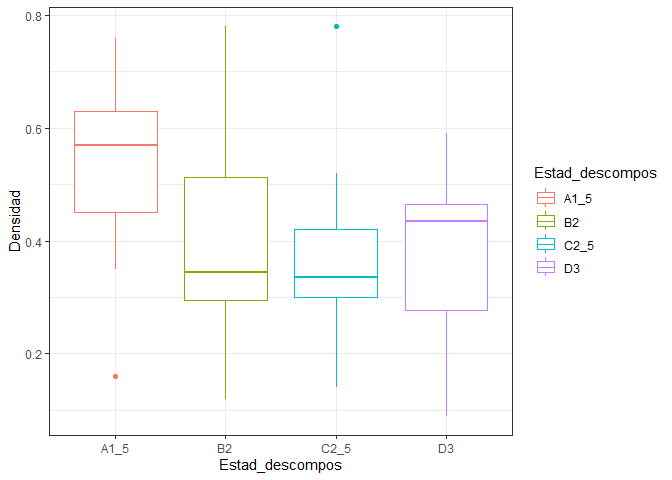 0.8
0.6
0.4
0.2
Densidad
A1_5 B2 C2_5 D3
Estad_descompos
Estad_descompos
A1_5
B2
C2_5
D3